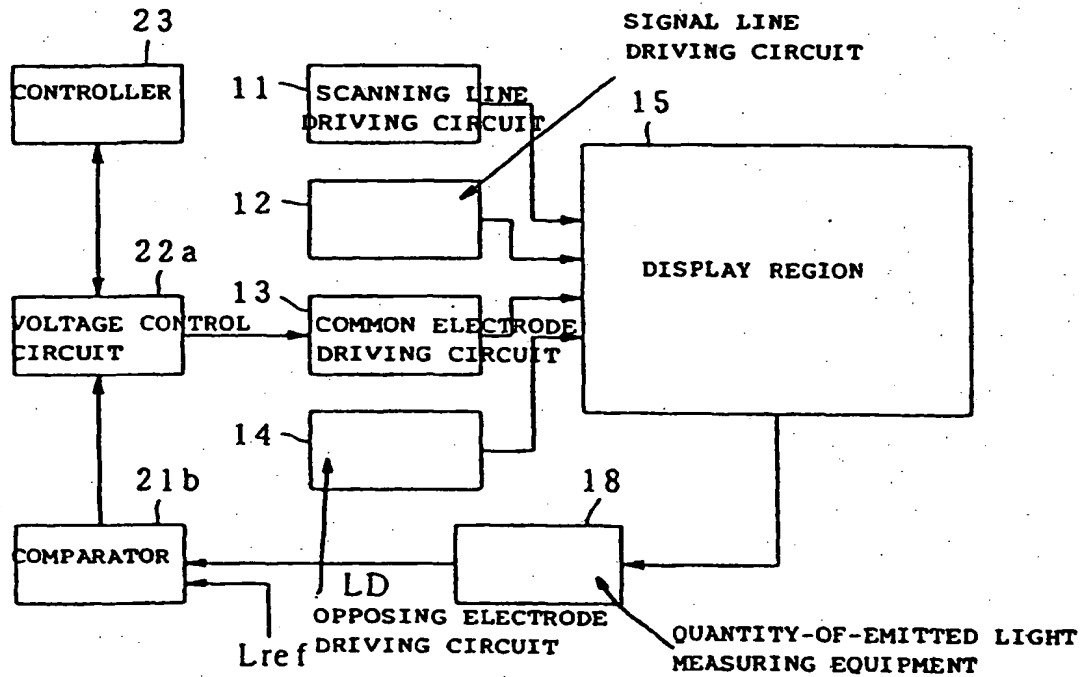 SIGNAL LINE
DRIVING CIRCUIT
23
CONTROLLER
11
SCANNING LINE
DRIVING CIRCUIT
15
12
DISPLAY REGION
22a
VOLTAGE CONTROL
CIRCUIT
13
COMMON ELECTRODE
DRIVING CIRCUIT
14
21b
COMPARATOR
18
LD
Lref
OPPOSING ELECTRODE
DRIVING CIRCUIT
QUANTITY-OF-EMITTED LIGHT
MEASURING EQUIPMENT